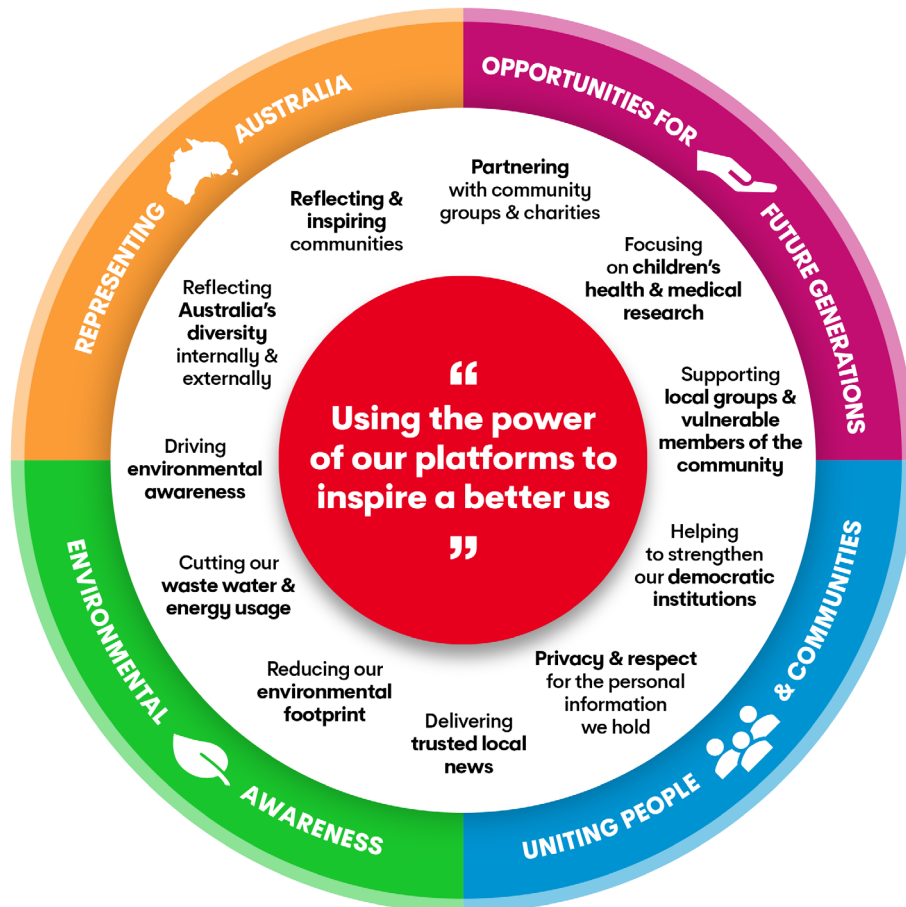 REPRESENTING
AUSTRALIA
OPPORTUNITIES FOR
FUTURE GENERATIONS
UNITING PEOPLE
& COMMUNITIES
ENVIRONMENTAL
AWARENESS
Partnering
with community
groups & charities
Focusing
on children’s
health & medical
research
Supporting
local groups &
vulnerable
members of the
community
Helping
to strengthen
our democratic
institutions
Privacy & respect
for the personal
information
we hold
Delivering
trusted local
news
Reducing our
environmental
footprint
Cutting our
waste water &
energy usage
Driving
environmental
awareness
Reflecting
Australia’s
diversity
internally &
externally
Reflecting &
inspiring
communities
“
Using the power
of our platforms to
inspire a better us
”